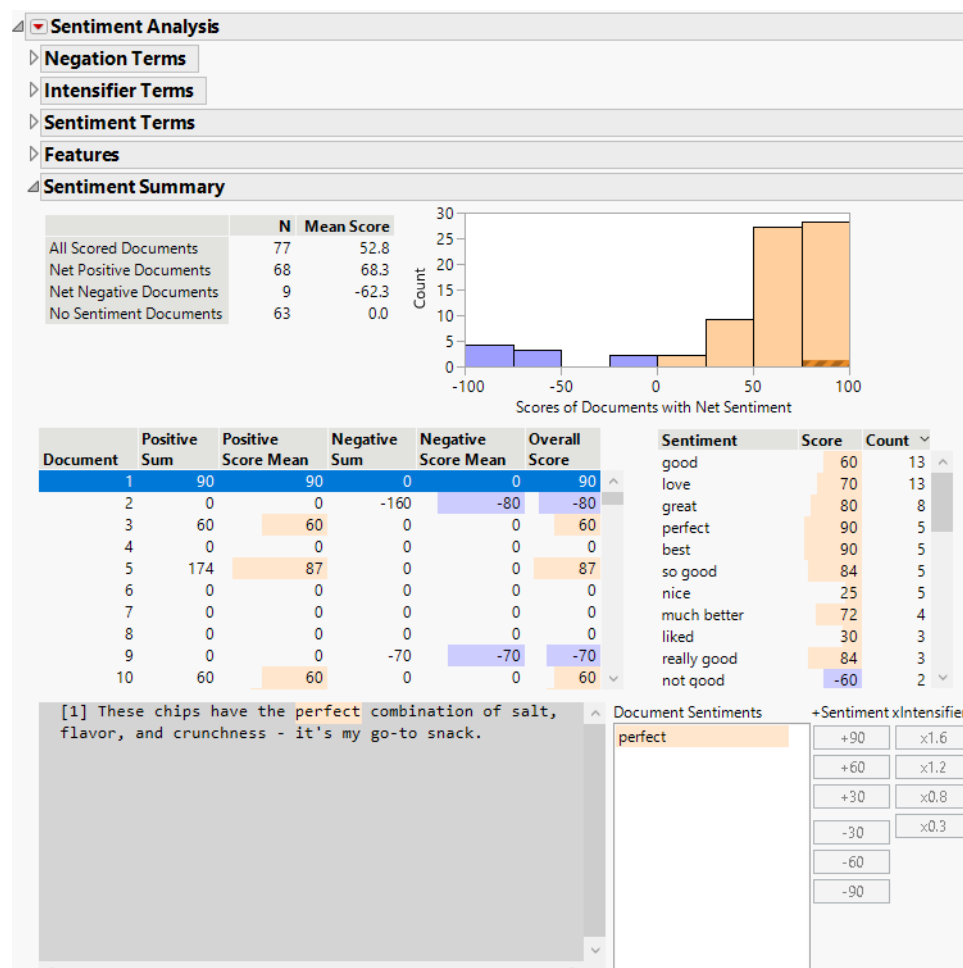 Sentiment Analysis
Negation Terms
Intensifier Terms
Sentiment Terms
Features
Sentiment Summary
N Mean Score
All Scored Documents 77 52.8
Net Positive Documents 68 68.3
Net Negative Documents 9 -62.3
No Sentiment Documents 63 0.0
Count
30
25
20
15
10
5
0
-100 -50 0 50 100
Scores of Documents with Net Sentiment
Document Positive Sum Positive Score Mean Negative Sum Negative Score Mean Overall Score
1 90 90 0 0 90
2 0 0 -160 -80 -80
3 60 60 0 0 60
4 0 0 0 0 0
5 174 87 0 0 87
6 0 0 0 0 0
7 0 0 0 0 0
8 0 0 0 0 0
9 0 0 -70 -70 -70
10 60 60 0 0 60
Sentiment Score Count
good 60 13
love 70 13
great 80 8
perfect 90 5
best 90 5
so good 84 5
nice 25 5
much better 72 4
liked 30 3
really good 84 3
not good -60 2
[1] These chips have the perfect combination of salt,
flavor, and crunchness - it's my go-to snack.
Document Sentiments
perfect
+Sentiment xIntensifier
+90 x1.6
+60 x1.2
+30 x0.8
-30 x0.3
-60
-90